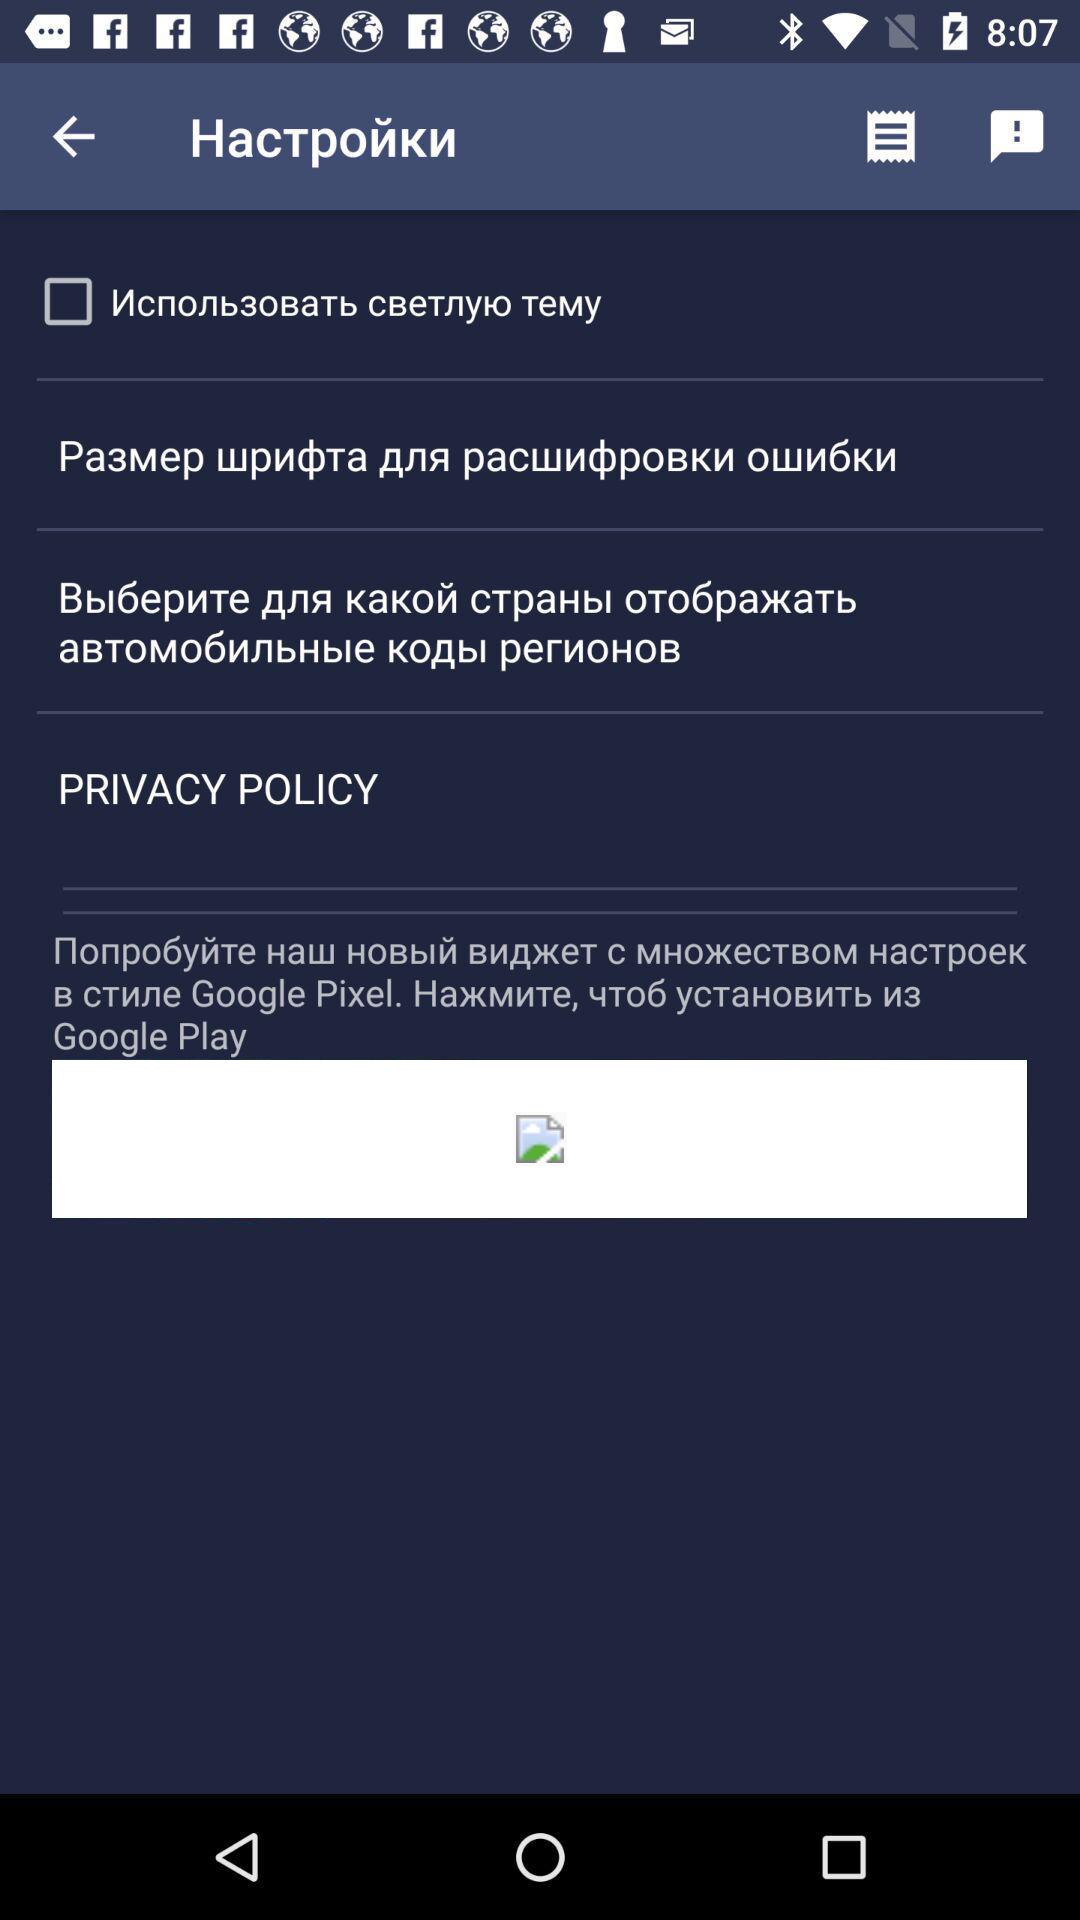 8:07
Настройки
Использовать светлую тему
Размер шрифта для расшифровки ошибки
Выберите для какой страны отображать
автомобильные коды регионов
PRIVACY POLICY
Попробуйте наш новый виджет с множеством настроек
в стиле Google Pixel. Нажмите, чтоб установить из
Google Play